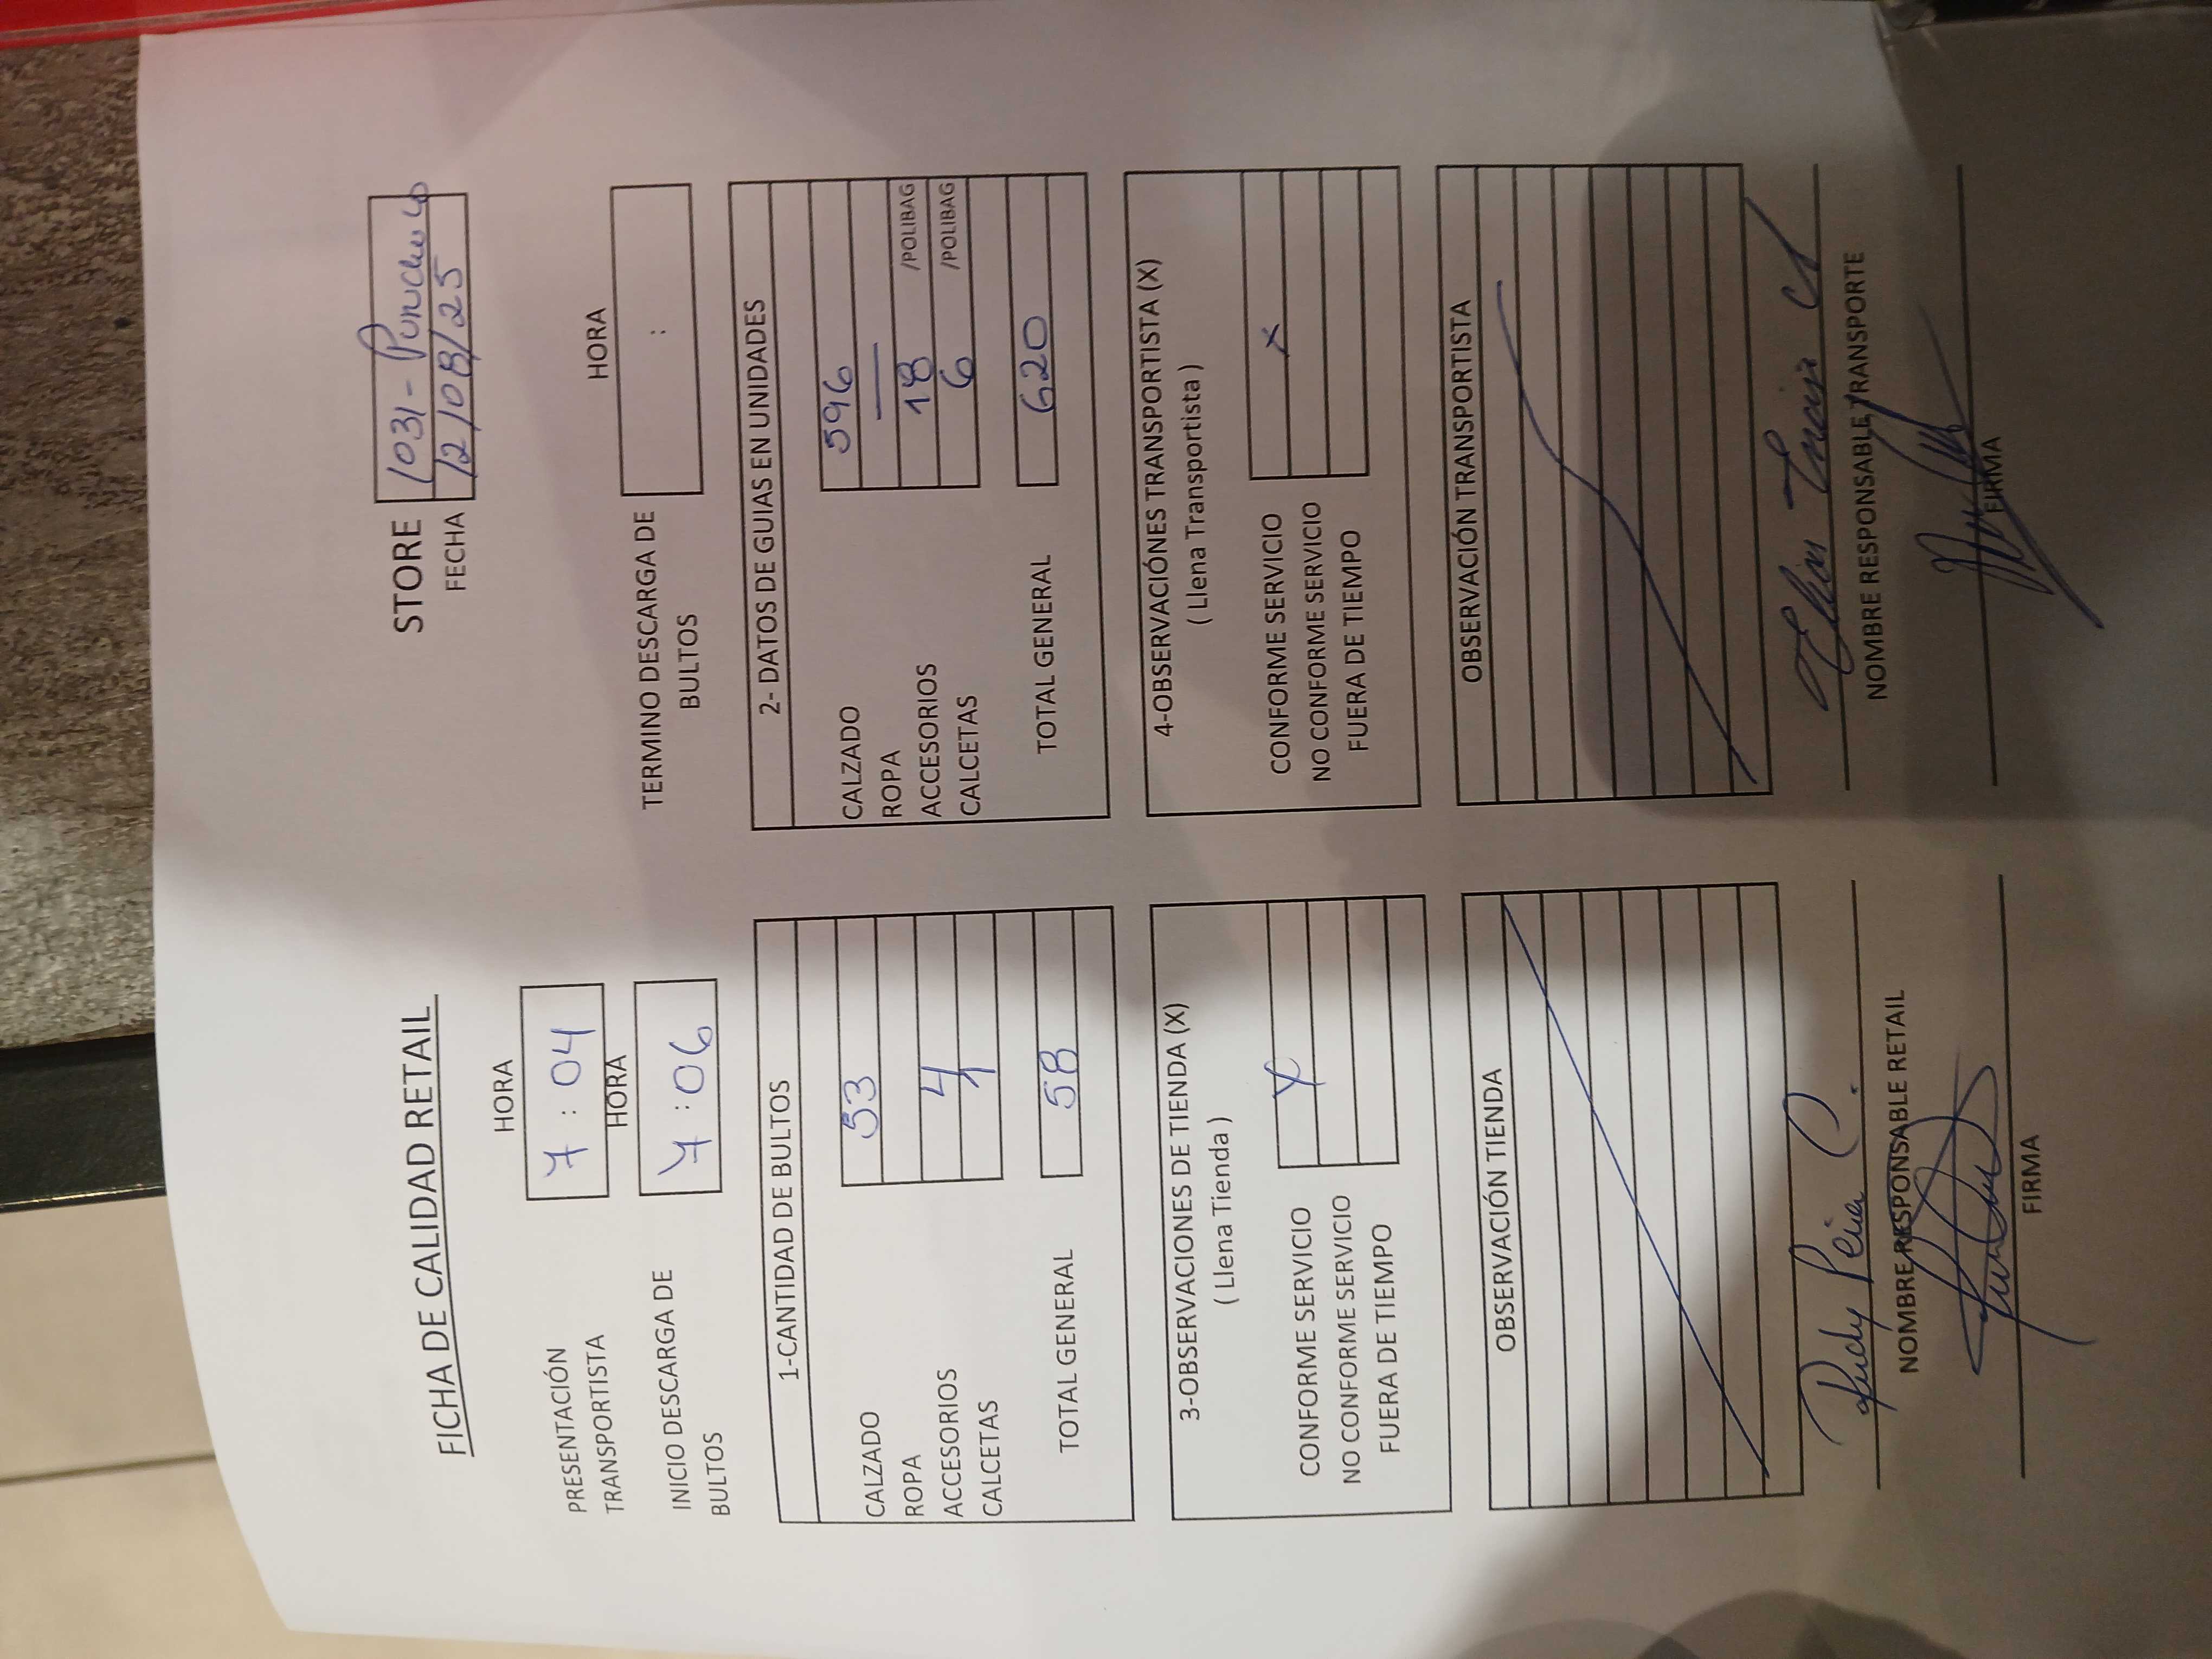 FICHA DE CALIDAD RETAIL
STORE 1031-
FECHA 12/08/25
HORA
PRESENTACIÓN TRANSPORTISTA 7 : 04
HORA
INICIO DESCARGA DE BULTOS 7 : 06
HORA
TERMINO DESCARGA DE BULTOS :
1-CANTIDAD DE BULTOS
CALZADO 53
ROPA
ACCESORIOS 4
CALCETAS 1
TOTAL GENERAL 58
2- DATOS DE GUIAS EN UNIDADES
CALZADO 596
ROPA —
ACCESORIOS 18 /POLIBAG
CALCETAS 6 /POLIBAG
TOTAL GENERAL 620
3-OBSERVACIONES DE TIENDA (X)
( Llena Tienda )
CONFORME SERVICIO X
NO CONFORME SERVICIO
FUERA DE TIEMPO
4-OBSERVACIÓNES TRANSPORTISTA (X)
( Llena Transportista )
CONFORME SERVICIO X
NO CONFORME SERVICIO
FUERA DE TIEMPO
OBSERVACIÓN TIENDA
OBSERVACIÓN TRANSPORTISTA
Rudy Peña C.
NOMBRE RESPONSABLE RETAIL
FIRMA
Elias
NOMBRE RESPONSABLE TRANSPORTE
FIRMA